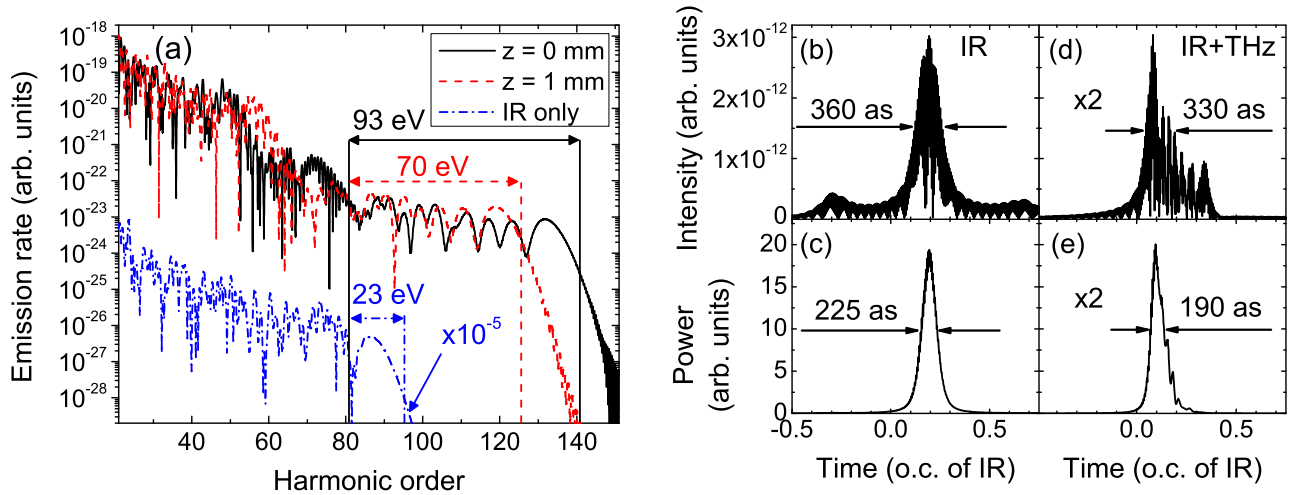 (a)
z = 0 mm
z = 1 mm
IR only
93 eV
70 eV
23 eV
x10⁻⁵
Emission rate (arb. units)
10⁻¹⁸
10⁻¹⁹
10⁻²⁰
10⁻²¹
10⁻²²
10⁻²³
10⁻²⁴
10⁻²⁵
10⁻²⁶
10⁻²⁷
10⁻²⁸
40 60 80 100 120 140
Harmonic order
Intensity (arb. units)
3x10⁻¹²
2x10⁻¹²
1x10⁻¹²
0
(b) IR
360 as
(d) IR+THz
x2
330 as
Power
(arb. units)
20
15
10
5
0
(c)
225 as
(e)
x2
190 as
-0.5 0.0 0.5
0.0 0.5
Time (o.c. of IR)
Time (o.c. of IR)